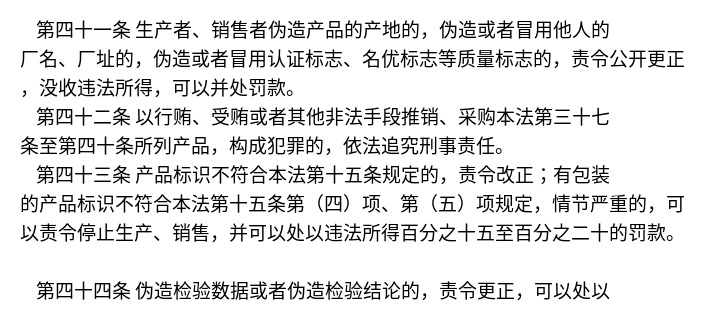 第四十一条 生产者、销售者伪造产品的产地的，伪造或者冒用他人的
厂名、厂址的，伪造或者冒用认证标志、名优标志等质量标志的，责令公开更正
，没收违法所得，可以并处罚款。
第四十二条 以行贿、受贿或者其他非法手段推销、采购本法第三十七
条至第四十条所列产品，构成犯罪的，依法追究刑事责任。
第四十三条 产品标识不符合本法第十五条规定的，责令改正；有包装
的产品标识不符合本法第十五条第（四）项、第（五）项规定，情节严重的，可
以责令停止生产、销售，并可以处以违法所得百分之十五至百分之二十的罚款。
第四十四条 伪造检验数据或者伪造检验结论的，责令更正，可以处以